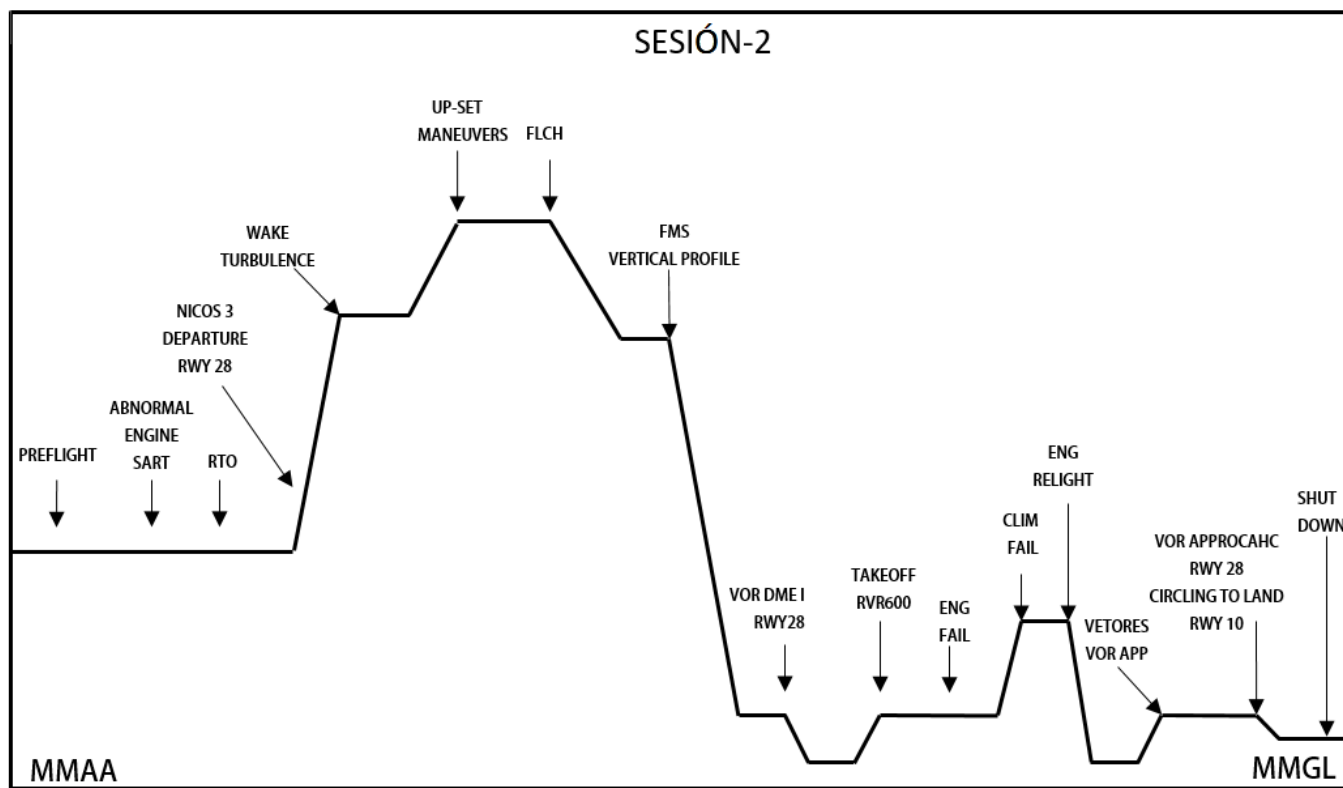 SESIÓN-2
UP-SET
MANEUVERS
FLCH
WAKE
TURBULENCE
FMS
VERTICAL PROFILE
NICOS 3
DEPARTURE
RWY 28
ABNORMAL
ENGINE
SART
PREFLIGHT
RTO
ENG
RELIGHT
SHUT
DOWN
CLIM
FAIL
VOR APPROCAHC
RWY 28
CIRCLING TO LAND
RWY 10
VOR DME I
RWY28
TAKEOFF
RVR600
ENG
FAIL
VETORES
VOR APP
MMAA
MMGL